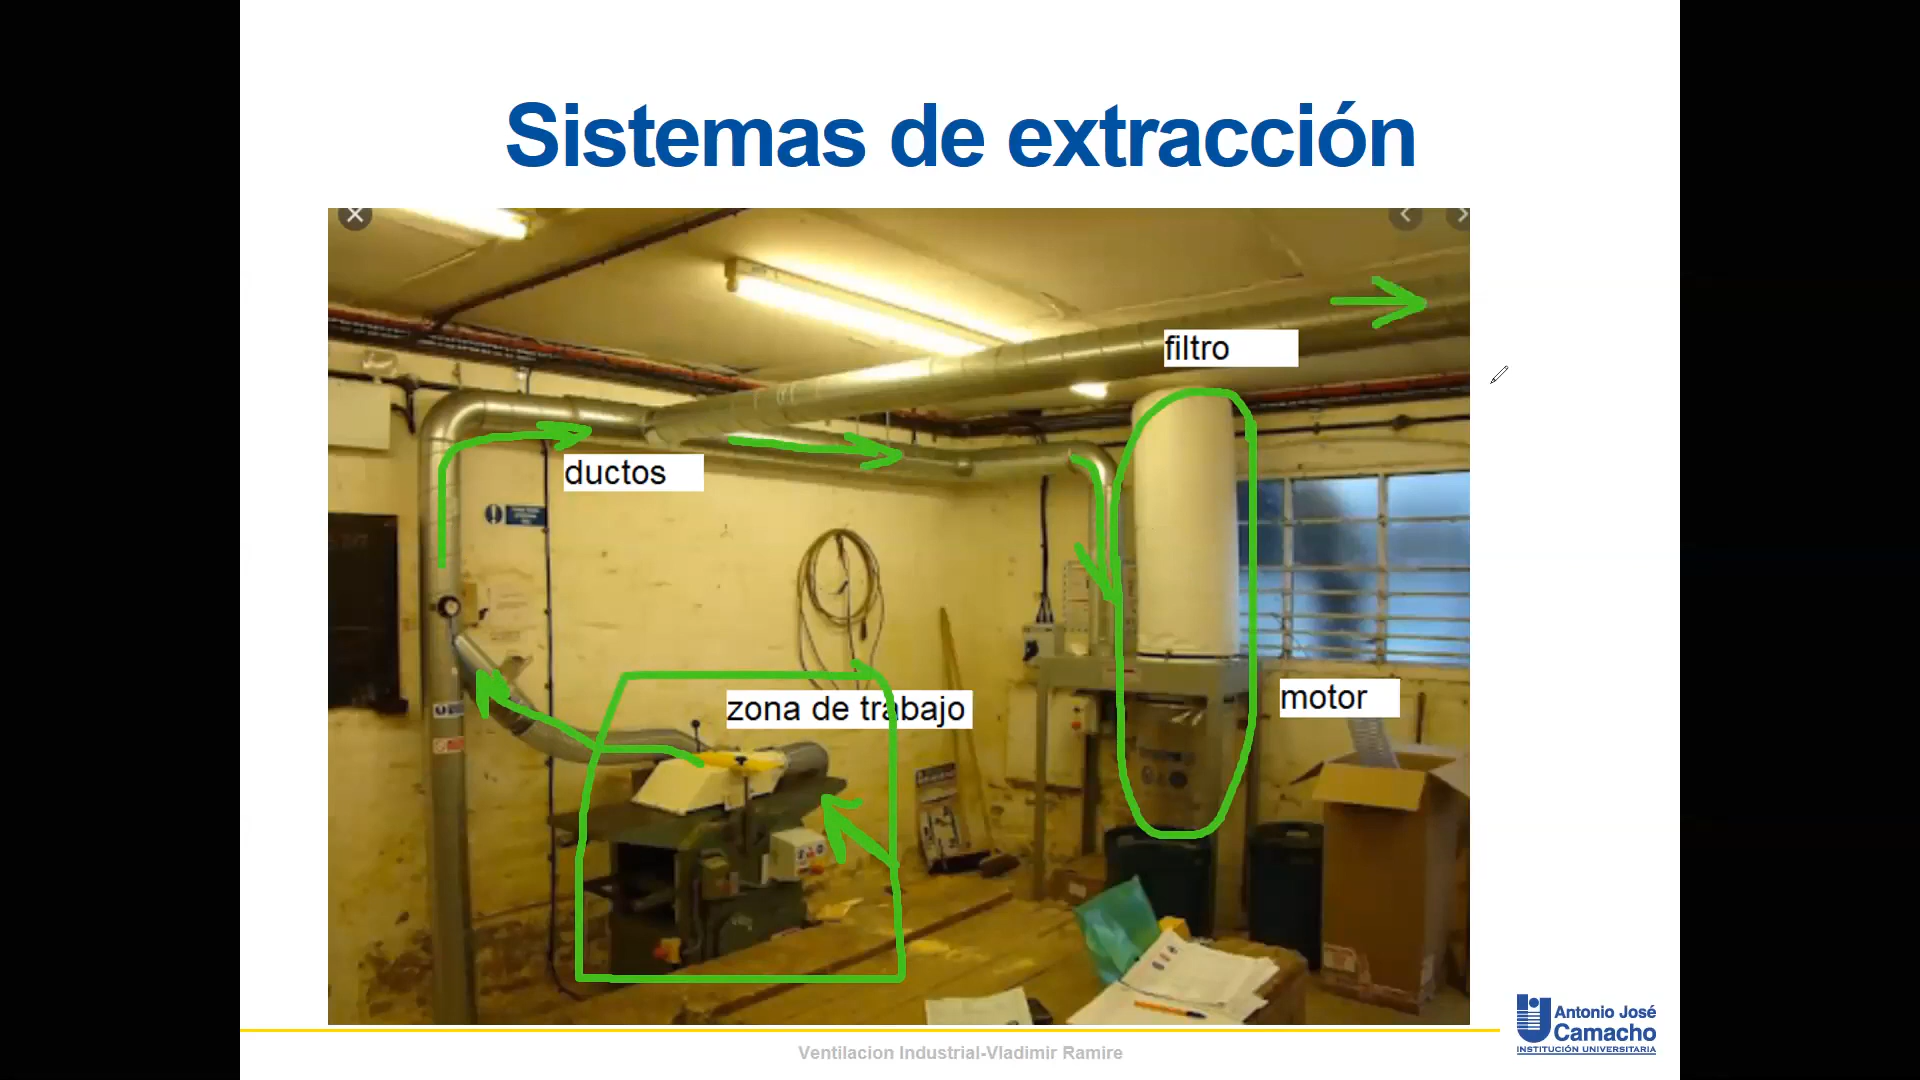 Sistemas de extracción
filtro
ductos
zona de trabajo
motor
Antonio José
Camacho
INSTITUCIÓN UNIVERSITARIA
Ventilacion Industrial-Vladimir Ramire